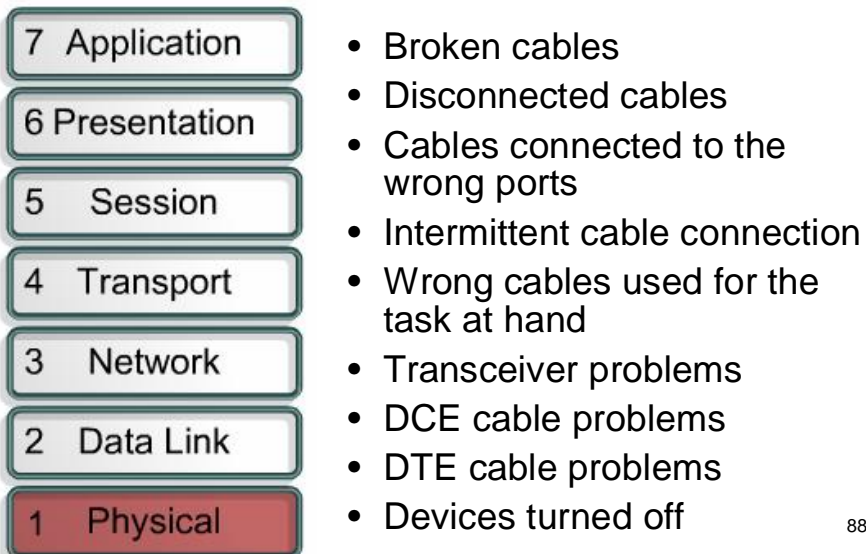 7 Application
6 Presentation
5 Session
4 Transport
3 Network
2 Data Link
1 Physical
• Broken cables
• Disconnected cables
• Cables connected to the
wrong ports
• Intermittent cable connection
• Wrong cables used for the
task at hand
• Transceiver problems
• DCE cable problems
• DTE cable problems
• Devices turned off
88